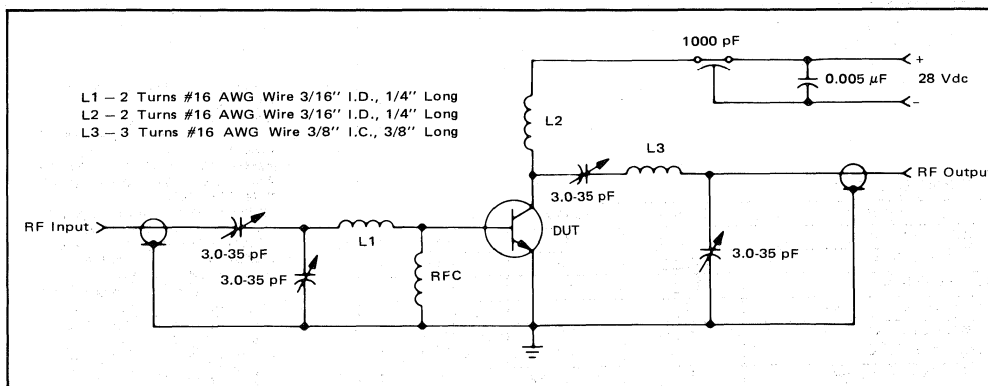 1000 pF
+
0.005 µF
28 Vdc
−
L1 – 2 Turns #16 AWG Wire 3/16'' I.D., 1/4'' Long
L2 – 2 Turns #16 AWG Wire 3/16'' I.D., 1/4'' Long
L3 – 3 Turns #16 AWG Wire 3/8'' I.C., 3/8'' Long
L2
L3
RF Output
3.0-35 pF
RF Input
DUT
3.0-35 pF
L1
3.0-35 pF
RFC
3.0-35 pF